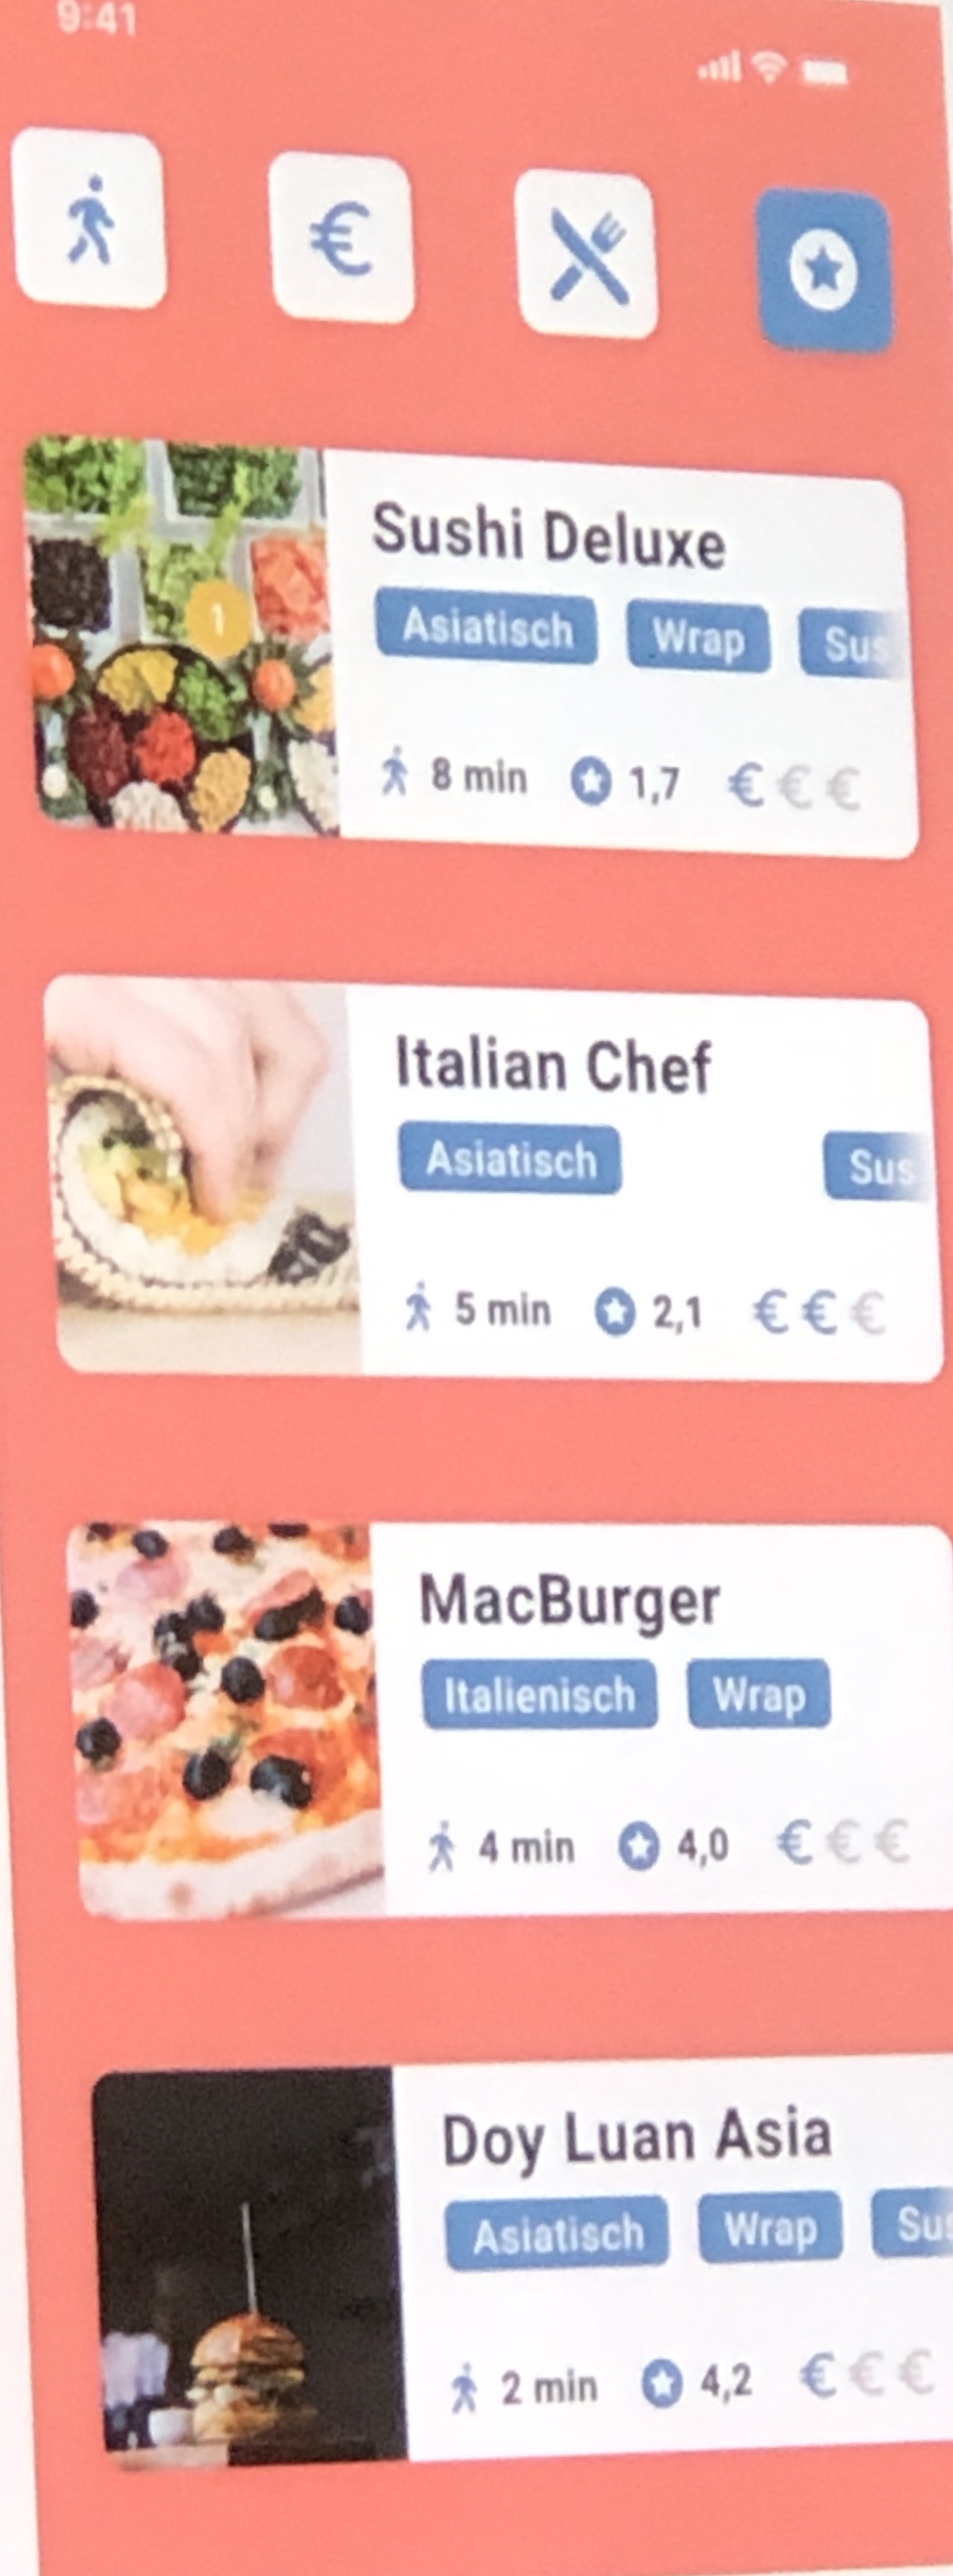 9:41
€
Sushi Deluxe
Asiatisch Wrap Sus
1
8 min 1,7 € € €
Italian Chef
Asiatisch Sus
5 min 2,1 € € €
MacBurger
Italienisch Wrap
4 min 4,0 € € €
Doy Luan Asia
Asiatisch Wrap Sus
2 min 4,2 € € €